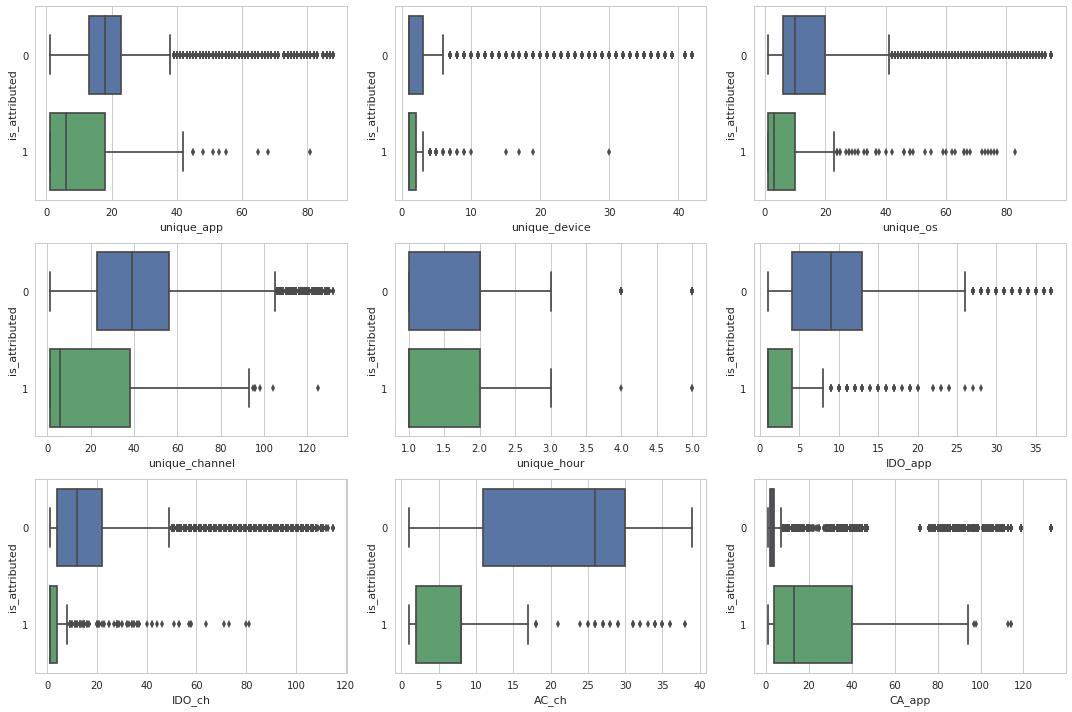 is_attributed
0
1
0 20 40 60 80
unique_app
is_attributed
0
1
0 10 20 30 40
unique_device
is_attributed
0
1
0 20 40 60 80
unique_os
is_attributed
0
1
0 20 40 60 80 100 120
unique_channel
is_attributed
0
1
1.0 1.5 2.0 2.5 3.0 3.5 4.0 4.5 5.0
unique_hour
is_attributed
0
1
0 5 10 15 20 25 30 35
IDO_app
is_attributed
0
1
0 20 40 60 80 100 120
IDO_ch
is_attributed
0
1
0 5 10 15 20 25 30 35 40
AC_ch
is_attributed
0
1
0 20 40 60 80 100 120
CA_app